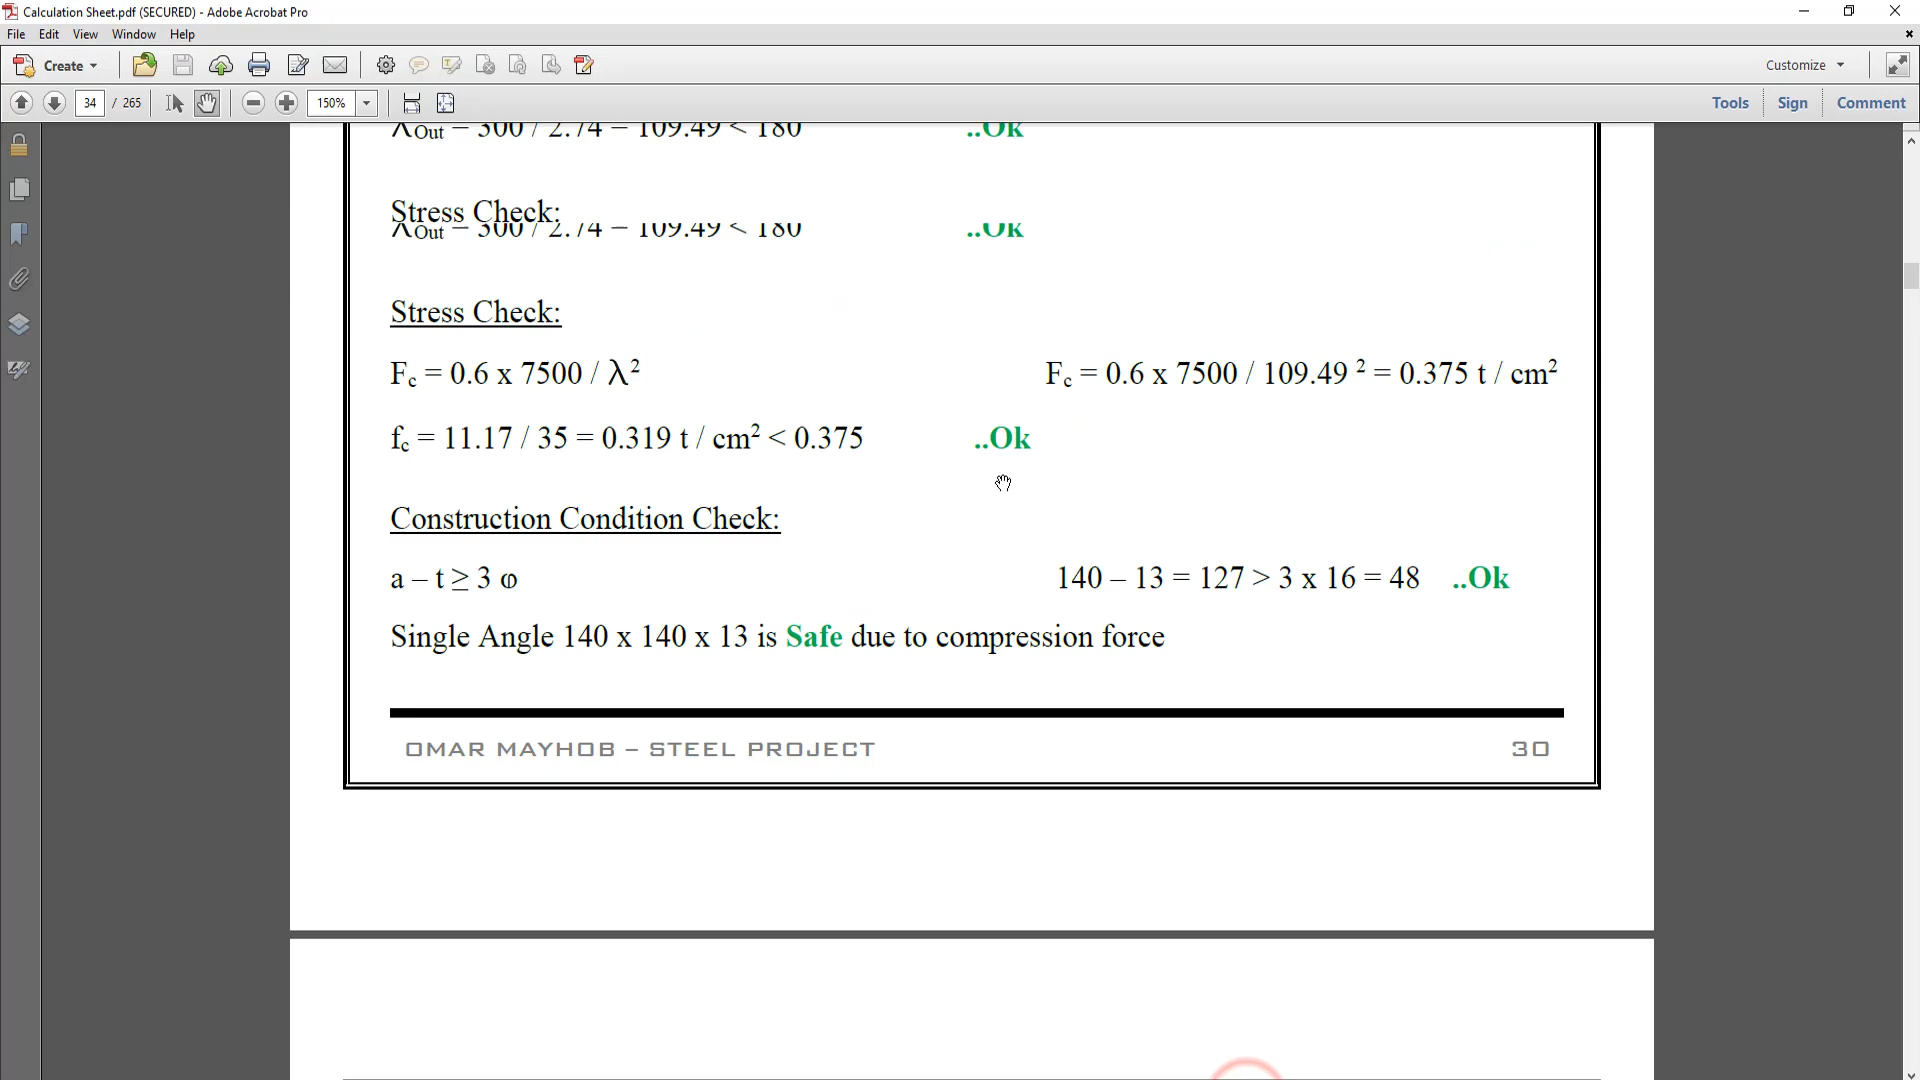 Calculation Sheet.pdf (SECURED) - Adobe Acrobat Pro
File Edit View Window Help
Create
Customize
34 / 265
150%
Tools Sign Comment
λOut = 300 / 2.74 = 109.49 < 180 ..Ok
Stress Check:
λOut = 300 / 2.74 = 109.49 < 180 ..Ok
Stress Check:
Fc = 0.6 x 7500 / λ² Fc = 0.6 x 7500 / 109.49 ² = 0.375 t / cm²
fc = 11.17 / 35 = 0.319 t / cm² < 0.375 ..Ok
Construction Condition Check:
a – t ≥ 3 φ 140 – 13 = 127 > 3 x 16 = 48 ..Ok
Single Angle 140 x 140 x 13 is Safe due to compression force
OMAR MAYHOB – STEEL PROJECT 30